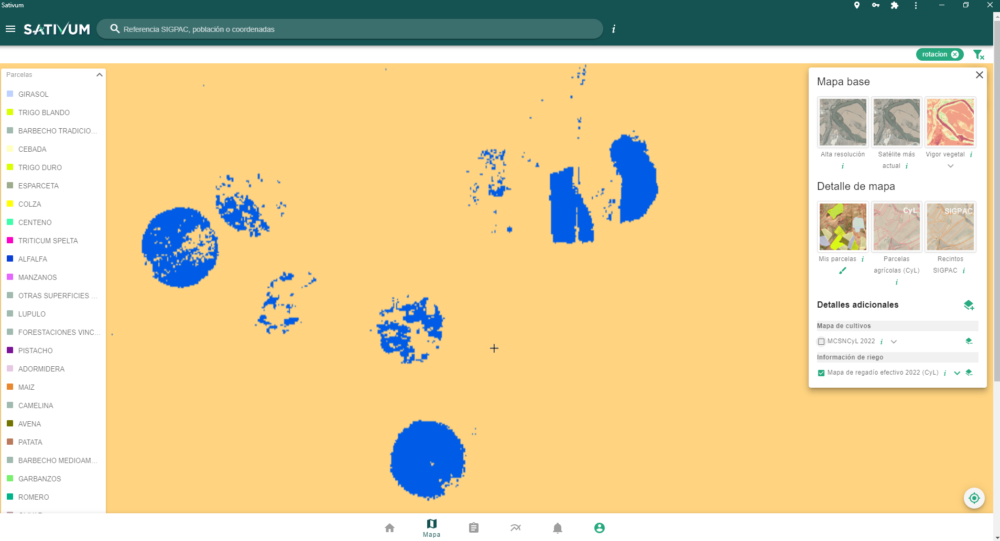 Sativum
SATIVUM
Referencia SIGPAC, población o coordenadas
i
rotacion
Parcelas
GIRASOL
TRIGO BLANDO
BARBECHO TRADICIO...
CEBADA
TRIGO DURO
ESPARCETA
COLZA
CENTENO
TRITICUM SPELTA
ALFALFA
MANZANOS
OTRAS SUPERFICIES ...
LUPULO
FORESTACIONES VINC...
PISTACHO
ADORMIDERA
MAIZ
CAMELINA
AVENA
PATATA
BARBECHO MEDIOAM...
GARBANZOS
ROMERO
Mapa base
Alta resolución i
Satélite más
actual i
Vigor vegetal i
Detalle de mapa
CyL
SIGPAC
Mis parcelas i
Parcelas
agrícolas (CyL)
i
Recintos
SIGPAC i
Detalles adicionales
Mapa de cultivos
MCSNCyL 2022 i
Información de riego
Mapa de regadío efectivo 2022 (CyL) i
Mapa